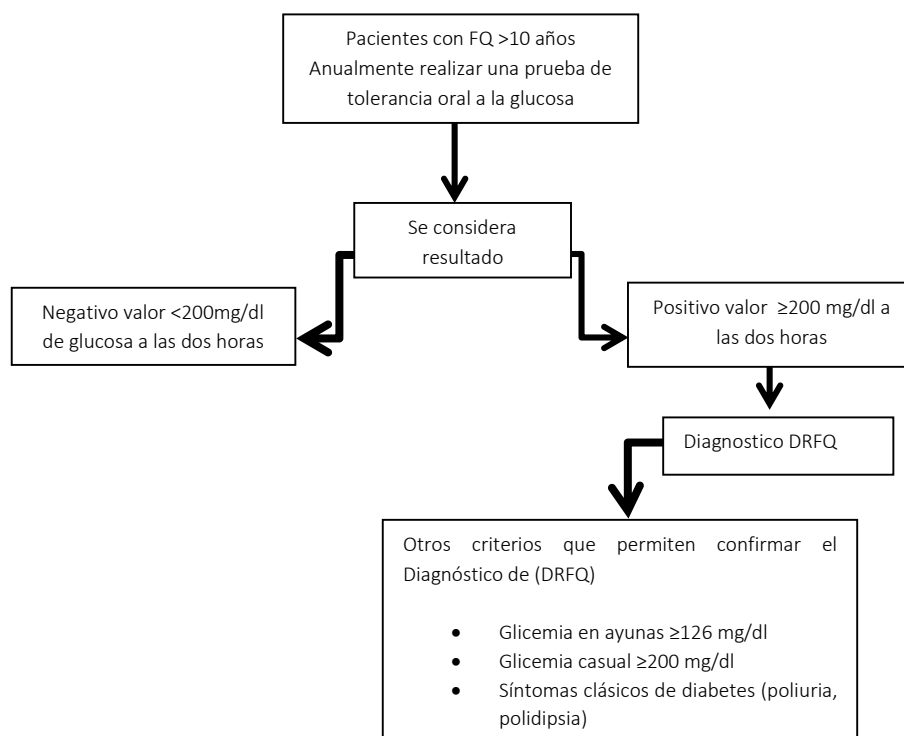 Pacientes con FQ >10 años
Anualmente realizar una prueba de
tolerancia oral a la glucosa
Se considera
resultado
Negativo valor <200mg/dl
de glucosa a las dos horas
Positivo valor ≥200 mg/dl a
las dos horas
Diagnostico DRFQ
Otros criterios que permiten confirmar el
Diagnóstico de (DRFQ)
• Glicemia en ayunas ≥126 mg/dl
• Glicemia casual ≥200 mg/dl
• Síntomas clásicos de diabetes (poliuria,
polidipsia)